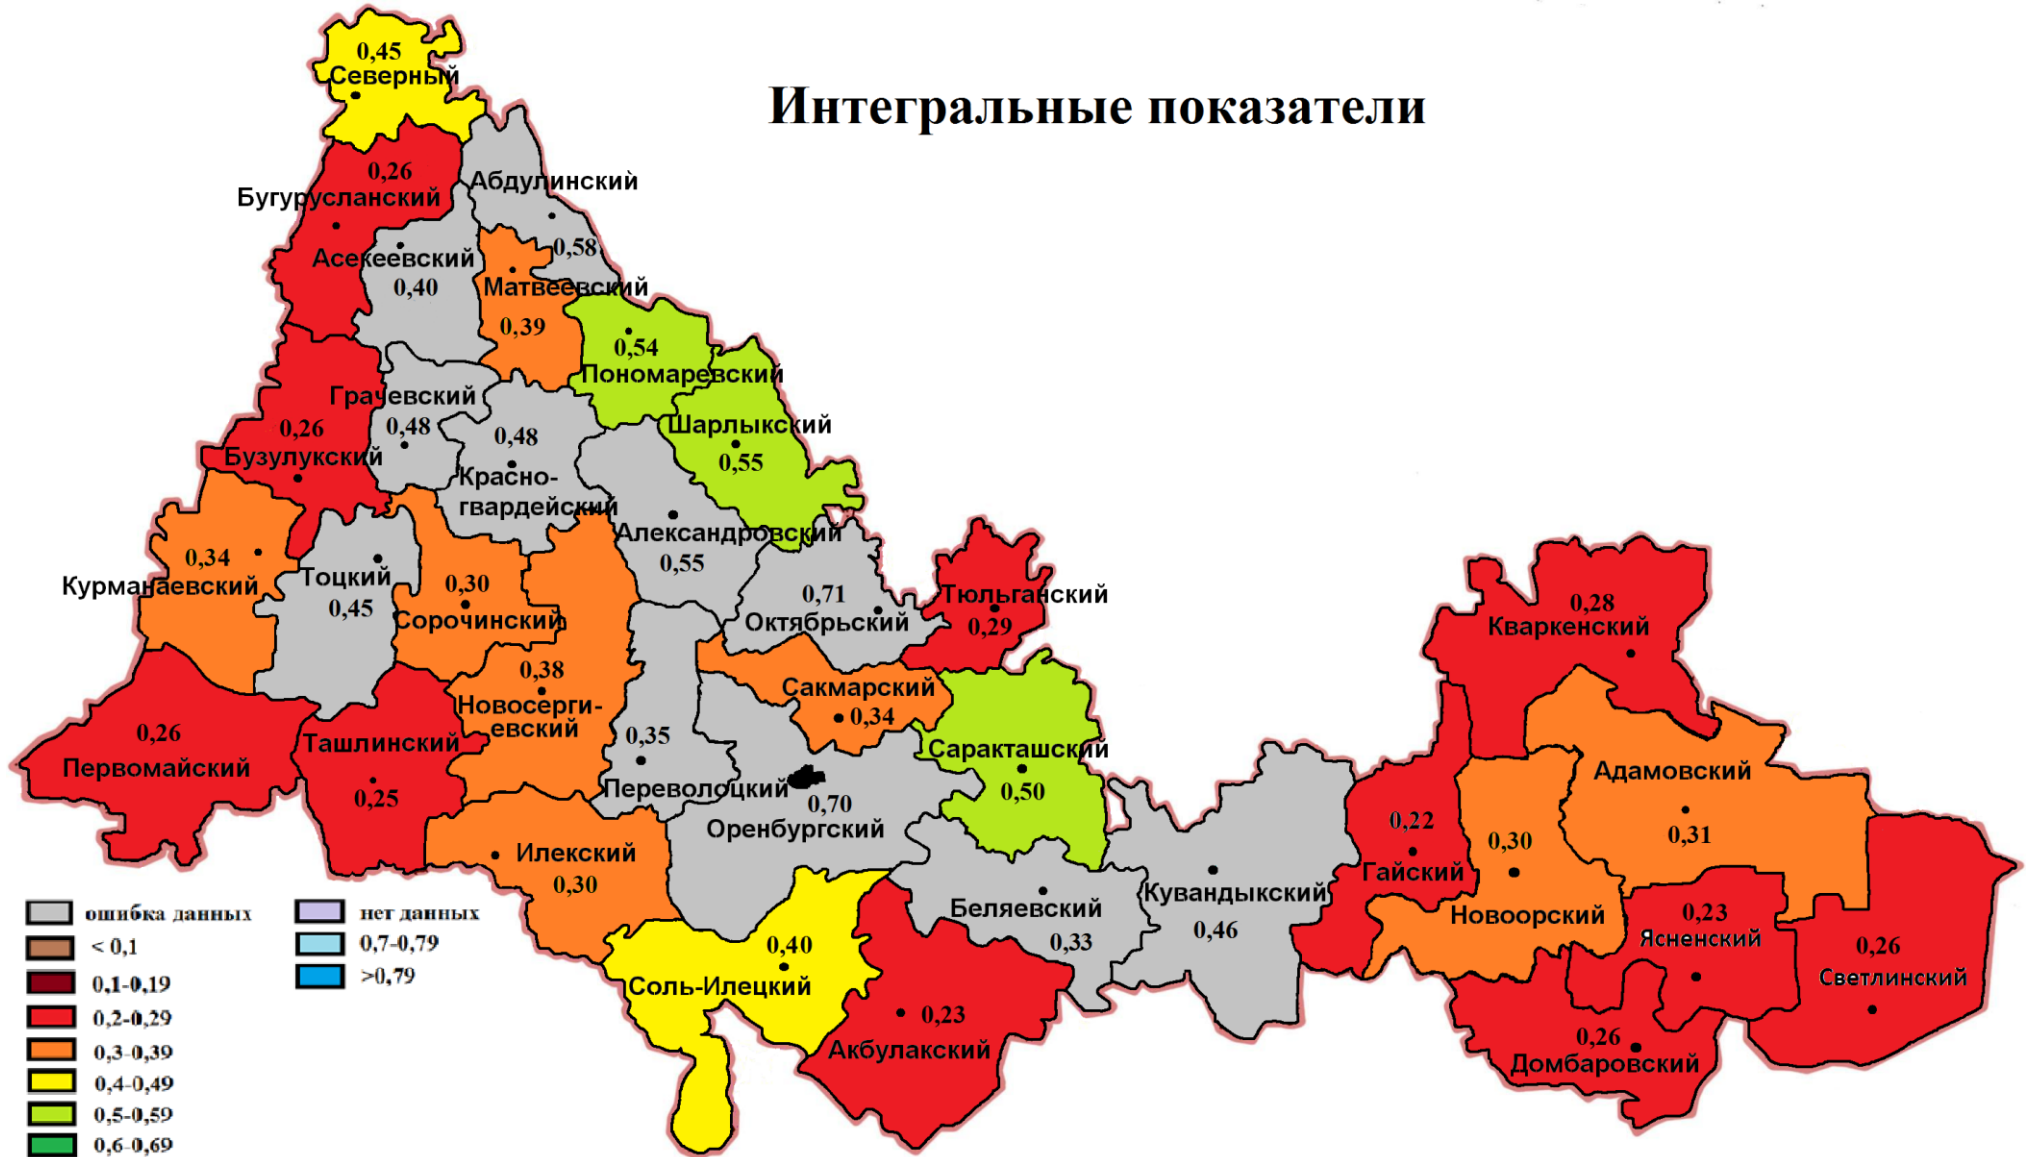 Интегральные показатели
0,45
Северный
0,26
Бугурусланский
Абдулинский
0,58
Асекеевский
0,40
Матвеевский
0,39
0,54
Пономаревский
Грачевский
0,48
0,48
Красно-
гвардейский
Шарлыкский
0,55
0,26
Бузулукский
Александровский
0,55
0,34
Курманаевский
Тоцкий
0,45
0,30
Сорочинский
0,71
Октябрьский
Тюльганский
0,29
0,28
Кваркенский
0,38
Новосерги-
евский
Сакмарский
0,34
0,26
Первомайский
Ташлинский
0,25
0,35
Переволоцкий
0,70
Оренбургский
Саракташский
0,50
Адамовский
0,31
0,22
Гайский
0,30
Новоорский
Илекский
0,30
Беляевский
0,33
Кувандыкский
0,46
0,23
Ясненский
0,26
Светлинский
0,40
Соль-Илецкий
0,23
Акбулакский
0,26
Домбаровский
ошибка данных
< 0,1
0,1-0,19
0,2-0,29
0,3-0,39
0,4-0,49
0,5-0,59
0,6-0,69
нет данных
0,7-0,79
>0,79